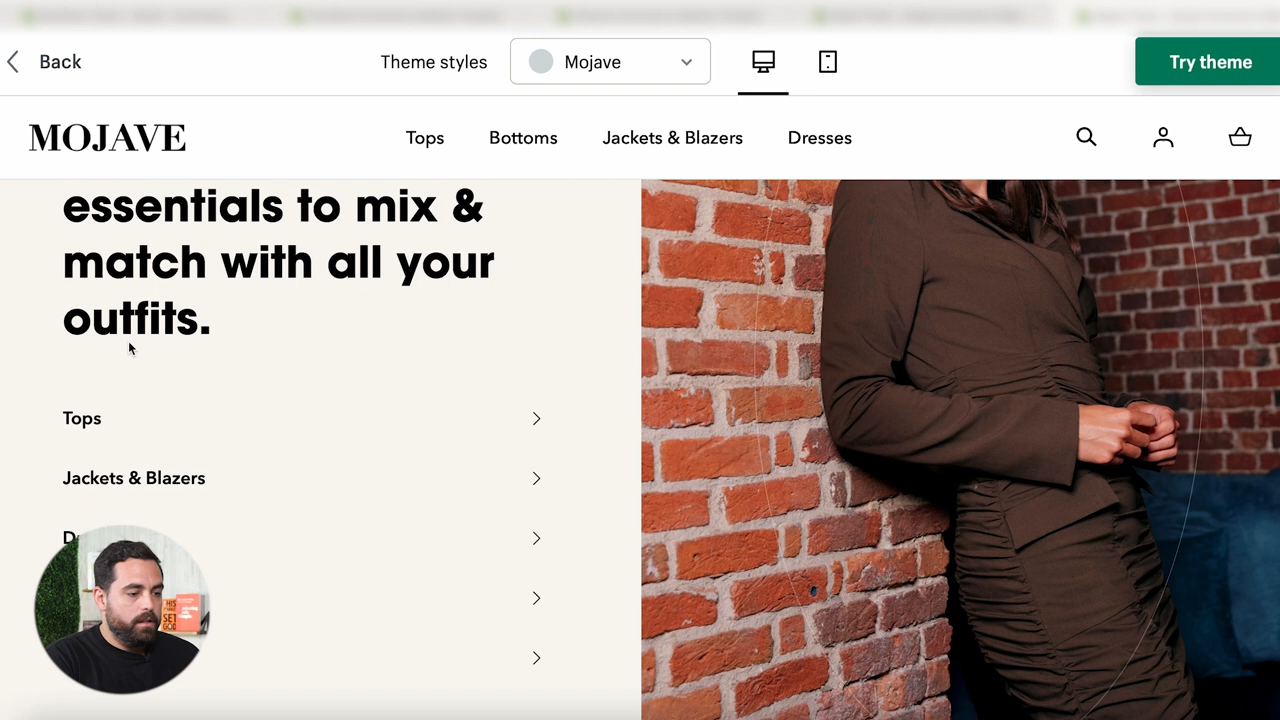 Back
Theme styles
Mojave
Try theme
MOJAVE
Tops
Bottoms
Jackets & Blazers
Dresses
essentials to mix &
match with all your
outfits.
Tops
Jackets & Blazers